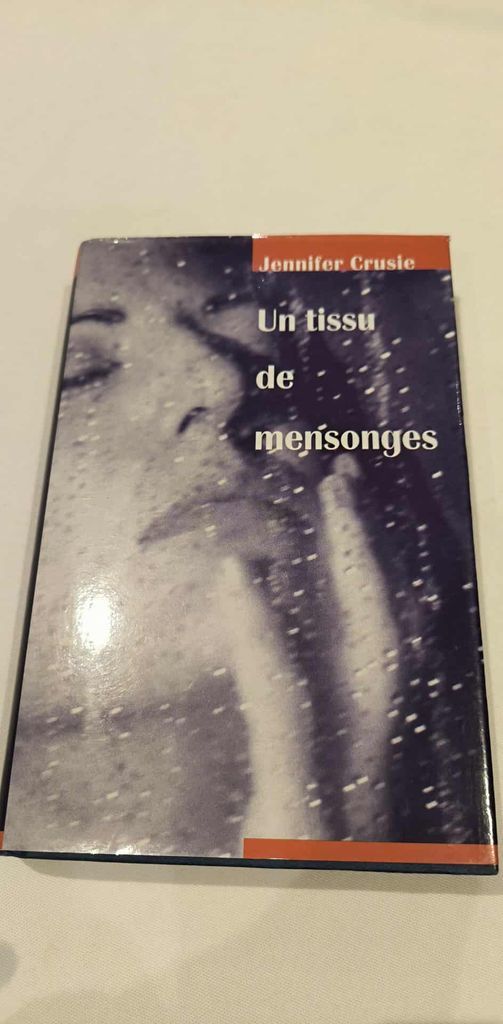 Jennifer Crusie
Un tissu
de
mensonges